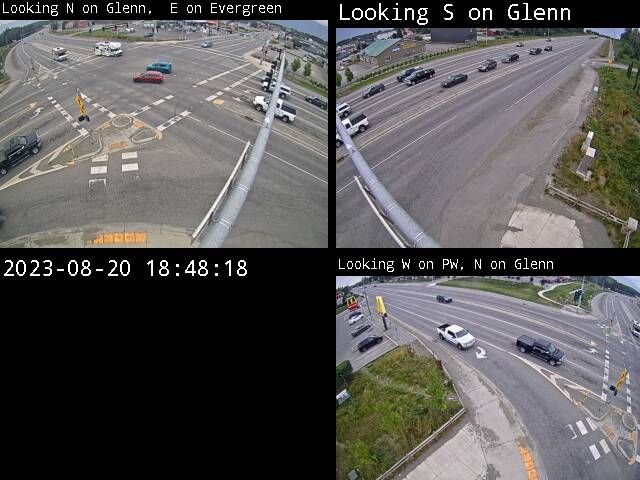 Looking N on Glenn,  E on Evergreen
Looking S on Glenn
2023-08-20 18:48:18
Looking W on PW, N on Glenn